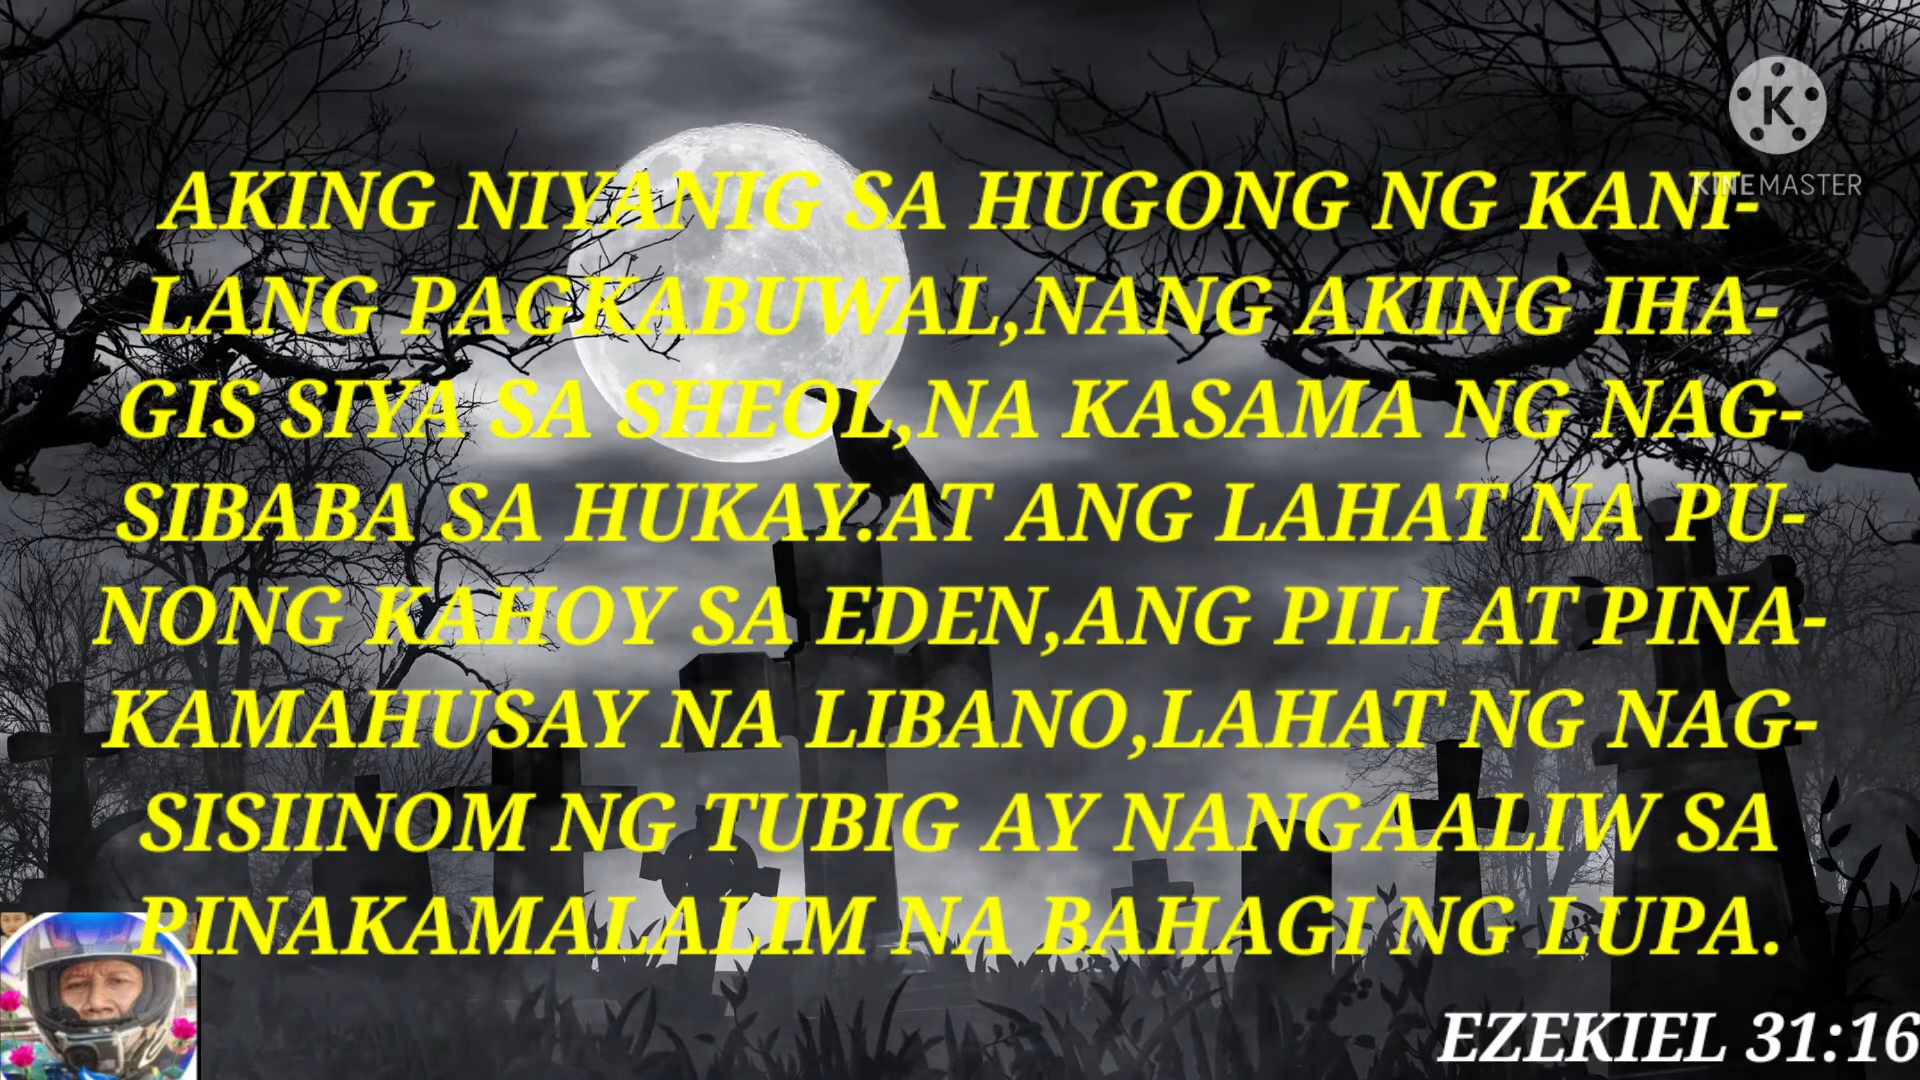 KINEMASTER
AKING NIYANIG SA HUGONG NG KANI-
LANG PAGKABUWAL,NANG AKING IHA-
GIS SIYA SA SHEOL,NA KASAMA NG NAG-
SIBABA SA HUKAY.AT ANG LAHAT NA PU-
NONG KAHOY SA EDEN,ANG PILI AT PINA-
KAMAHUSAY NA LIBANO,LAHAT NG NAG-
SISIINOM NG TUBIG AY NANGAALIW SA
PINAKAMALALIM NA BAHAGI NG LUPA.
EZEKIEL 31:16